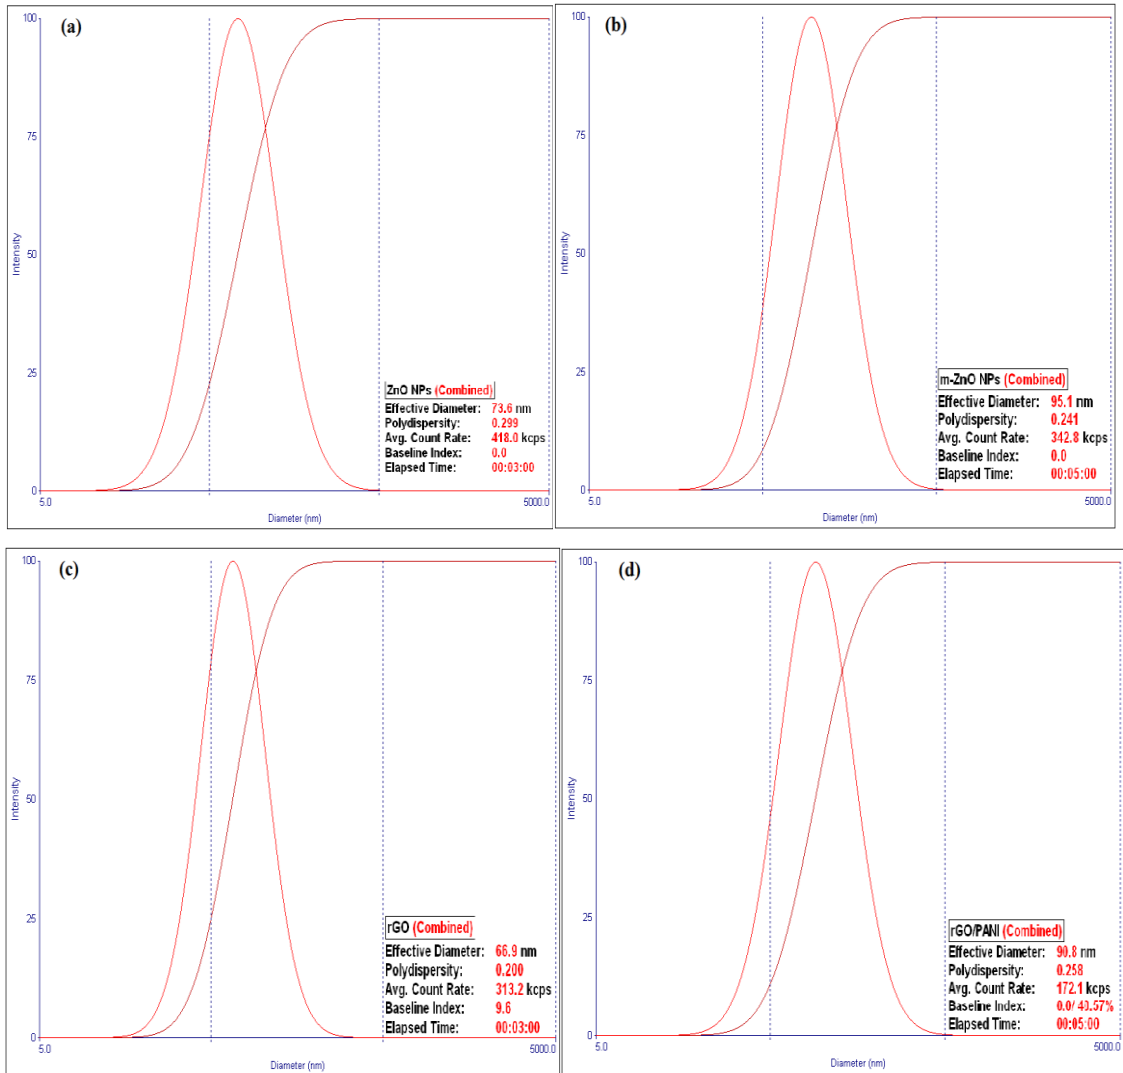 (a)
100
75
50
25
0
Intensity
5.0
5000.0
Diameter (nm)
ZnO NPs (Combined)
Effective Diameter: 73.6 nm
Polydispersity: 0.299
Avg. Count Rate: 418.0 kcps
Baseline Index: 0.0
Elapsed Time: 00:03:00
(b)
100
75
50
25
0
Intensity
5.0
5000.0
Diameter (nm)
m-ZnO NPs (Combined)
Effective Diameter: 95.1 nm
Polydispersity: 0.241
Avg. Count Rate: 342.8 kcps
Baseline Index: 0.0
Elapsed Time: 00:05:00
(c)
100
75
50
25
0
Intensity
5.0
5000.0
Diameter (nm)
rGO (Combined)
Effective Diameter: 66.9 nm
Polydispersity: 0.200
Avg. Count Rate: 313.2 kcps
Baseline Index: 9.6
Elapsed Time: 00:03:00
(d)
100
75
50
25
0
Intensity
5.0
5000.0
Diameter (nm)
rGO/PANI (Combined)
Effective Diameter: 90.8 nm
Polydispersity: 0.258
Avg. Count Rate: 172.1 kcps
Baseline Index: 0.0/ 40.57%
Elapsed Time: 00:05:00